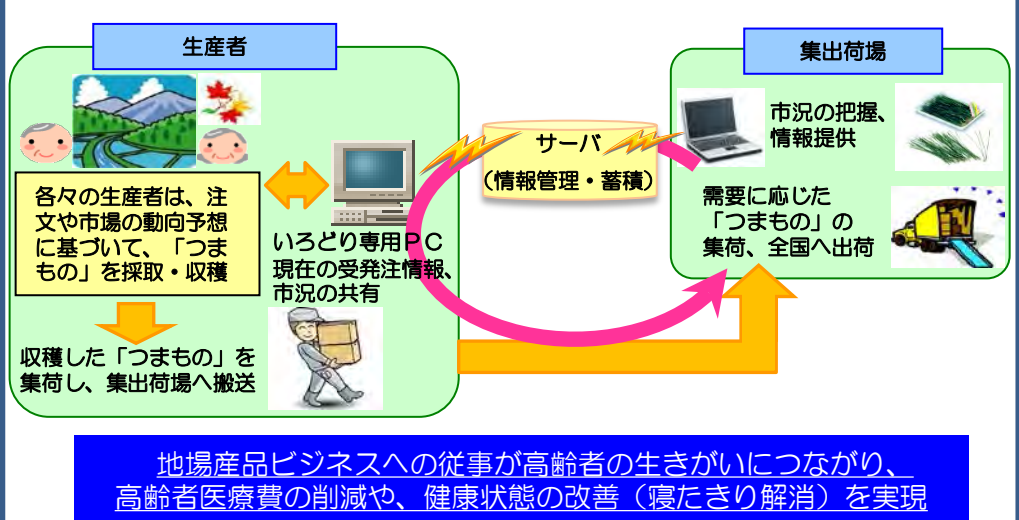 生産者
各々の生産者は、注
文や市場の動向予想
に基づいて、「つま
もの」を採取・収穫
いろどり専用ＰＣ
現在の受発注情報、
市況の共有
収穫した「つまもの」を
集荷し、集出荷場へ搬送
サーバ
（情報管理・蓄積）
集出荷場
市況の把握、
情報提供
需要に応じた
「つまもの」の
集荷、全国へ出荷
地場産品ビジネスへの従事が高齢者の生きがいにつながり、
高齢者医療費の削減や、健康状態の改善（寝たきり解消）を実現